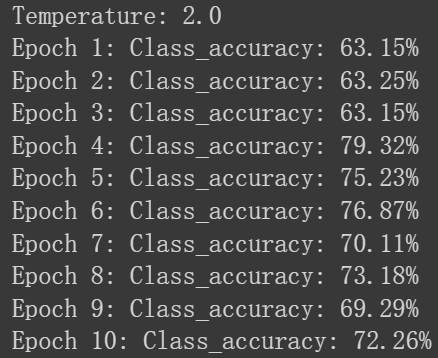 Temperature: 2.0
Epoch 1: Class_accuracy: 63.15%
Epoch 2: Class_accuracy: 63.25%
Epoch 3: Class_accuracy: 63.15%
Epoch 4: Class_accuracy: 79.32%
Epoch 5: Class_accuracy: 75.23%
Epoch 6: Class_accuracy: 76.87%
Epoch 7: Class_accuracy: 70.11%
Epoch 8: Class_accuracy: 73.18%
Epoch 9: Class_accuracy: 69.29%
Epoch 10: Class_accuracy: 72.26%